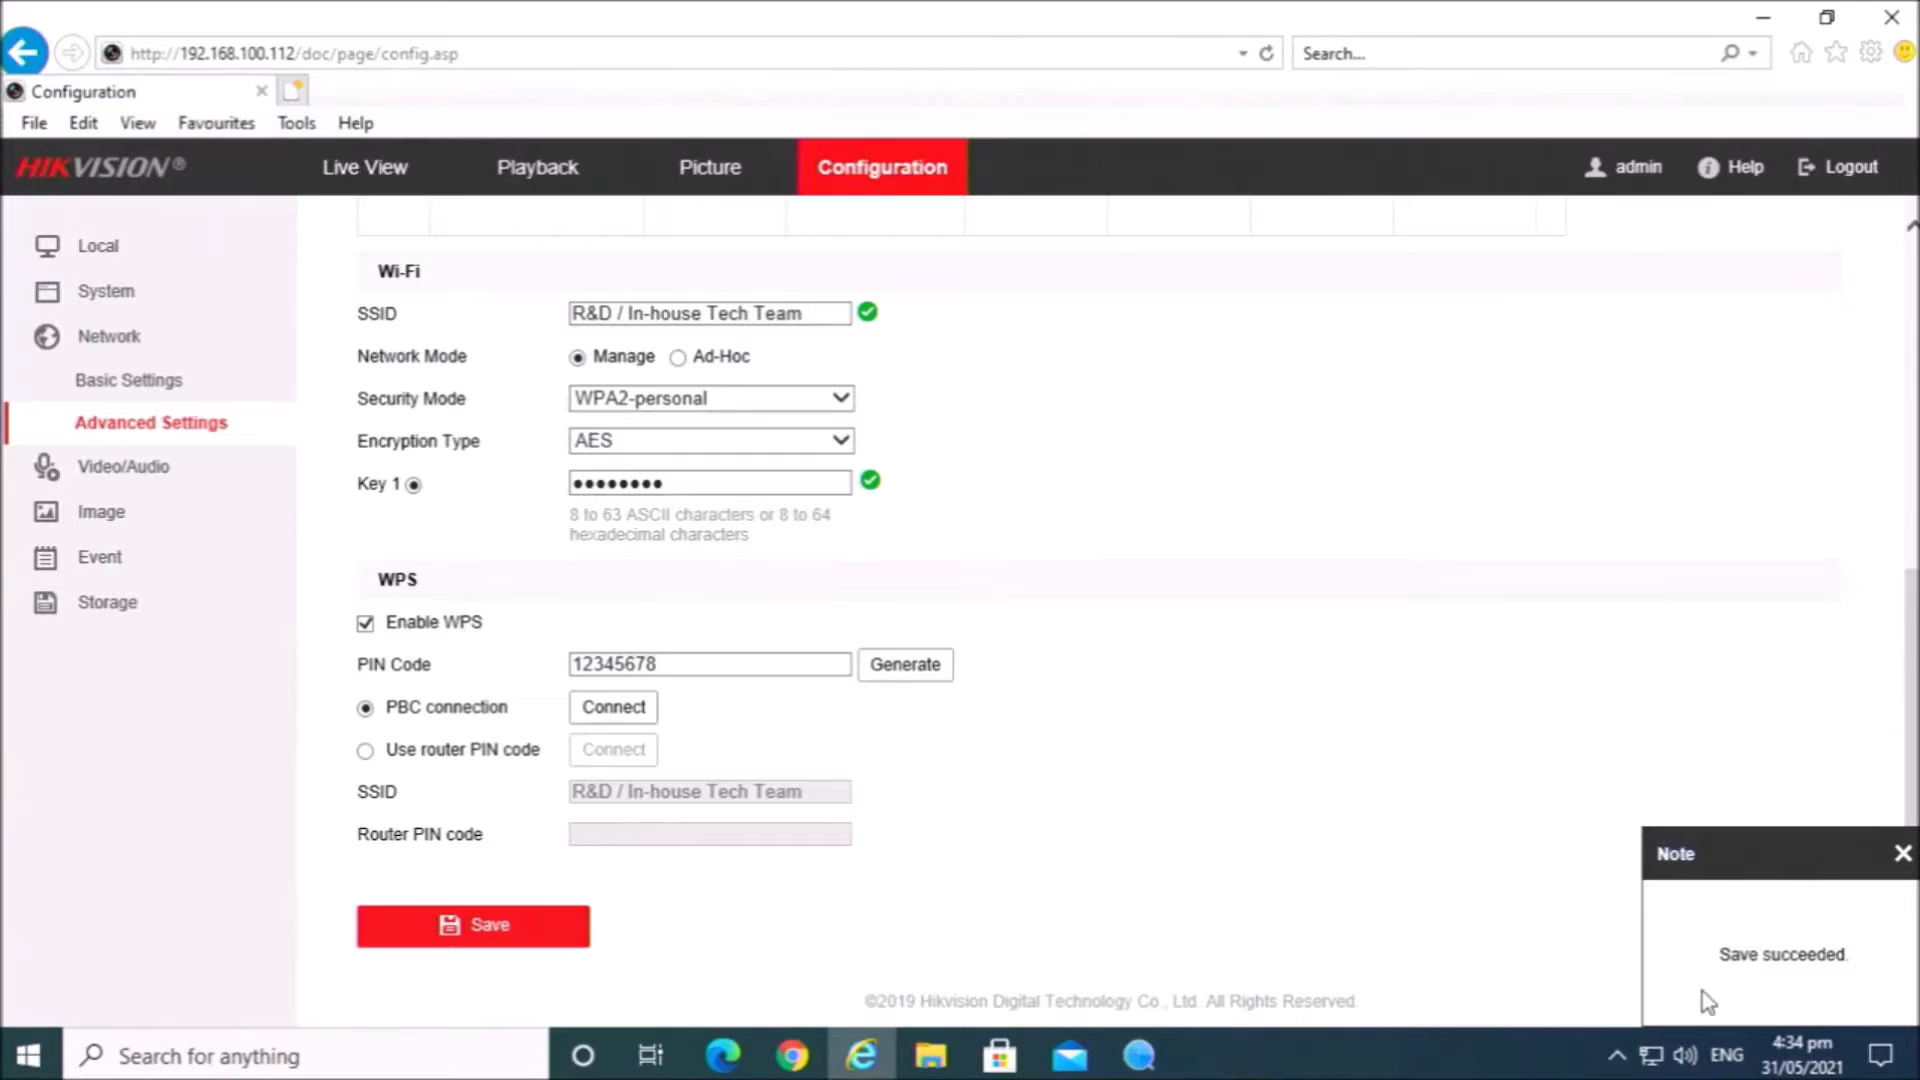 http://192.168.100.112/doc/page/config.asp
Search...
Configuration
File Edit View Favourites Tools Help
HIKVISION®
Live View
Playback
Picture
Configuration
admin
Help
Logout
Local
System
Network
Basic Settings
Advanced Settings
Video/Audio
Image
Event
Storage
Wi-Fi
SSID R&D / In-house Tech Team
Network Mode Manage Ad-Hoc
Security Mode WPA2-personal
Encryption Type AES
Key 1 ••••••••
8 to 63 ASCII characters or 8 to 64
hexadecimal characters
WPS
Enable WPS
PIN Code 12345678 Generate
PBC connection Connect
Use router PIN code Connect
SSID R&D / In-house Tech Team
Router PIN code
Save
Note
Save succeeded.
©2019 Hikvision Digital Technology Co., Ltd. All Rights Reserved.
Search for anything
ENG
4:34 pm
31/05/2021